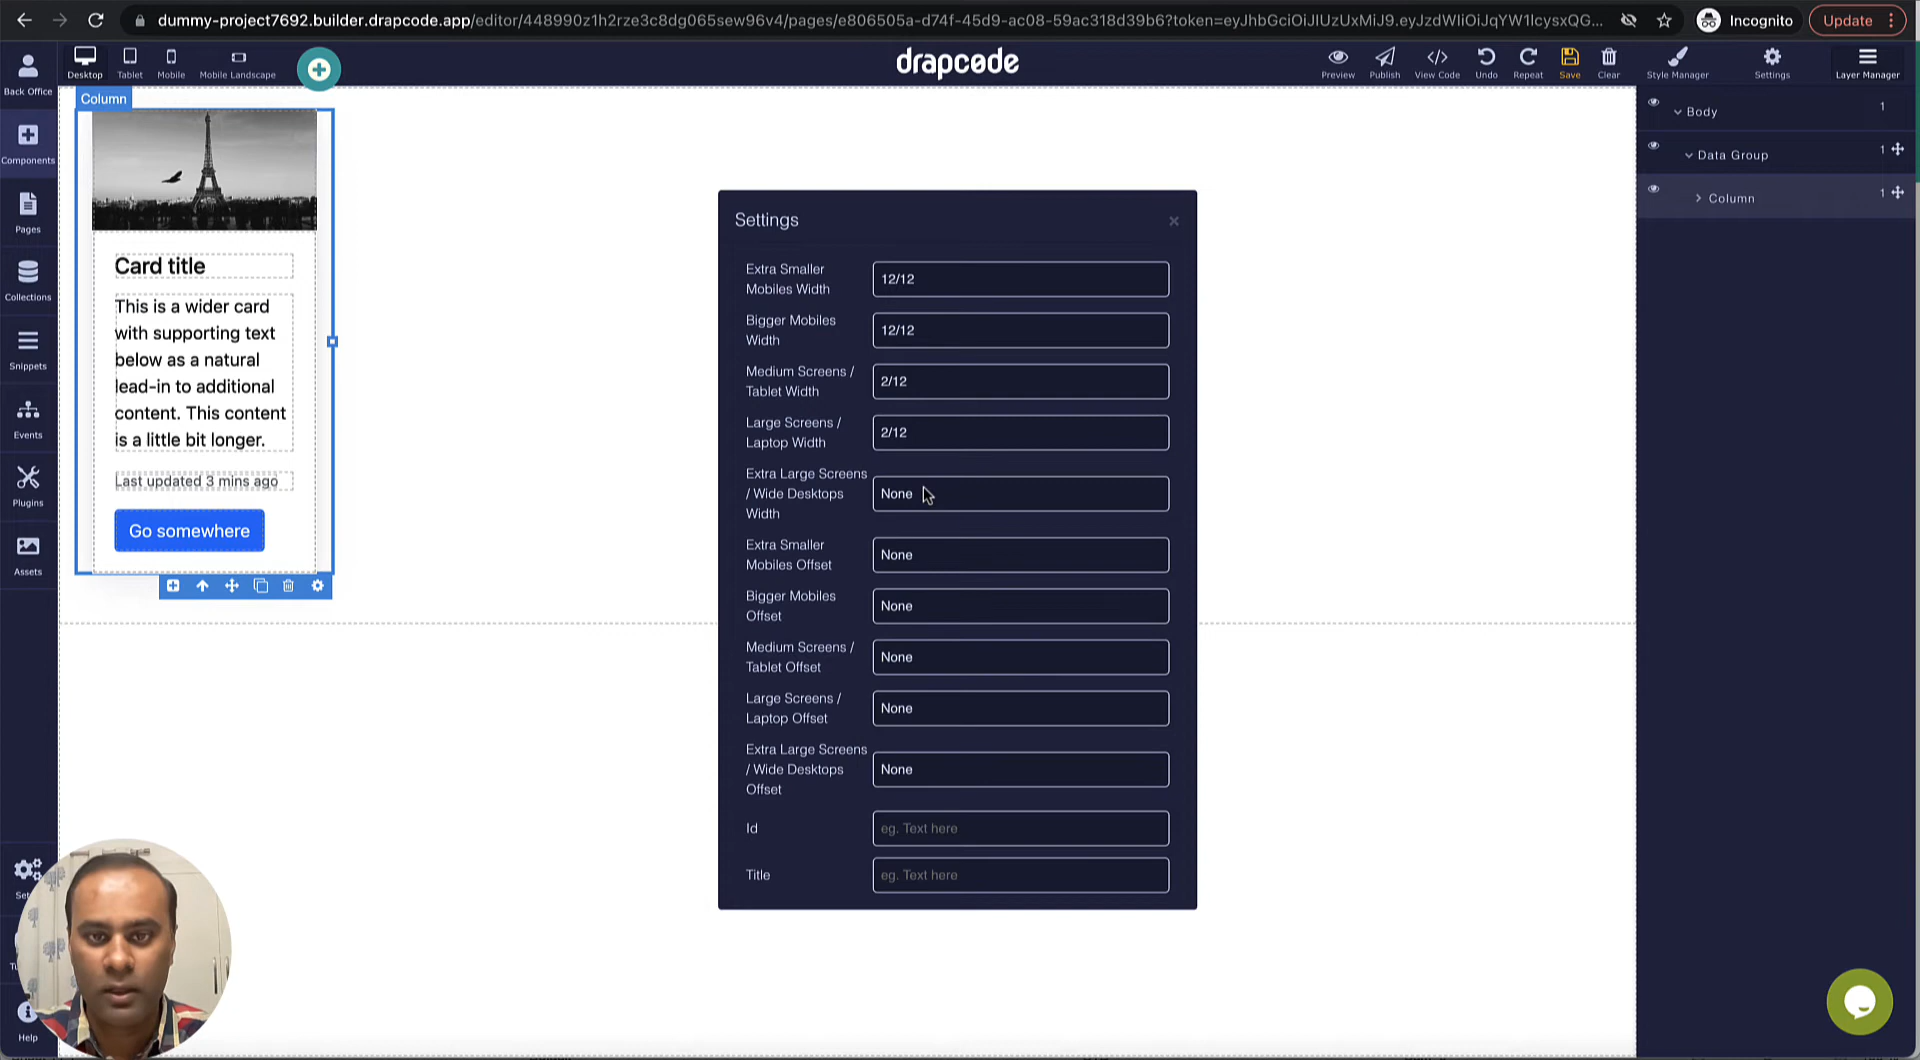 dummy-project7692.builder.drapcode.app/editor/448990z1h2rze3c8dg065sew96v4/pages/e806505a-d74f-45d9-ac08-59ac318d39b6?token=eyJhbGciOiJIUzUxMiJ9.eyJzdWIiOiJqYW1lcysxQG...
Incognito
Update
Back Office
Desktop
Tablet
Mobile
Mobile Landscape
drapcode
Preview
Publish
View Code
Undo
Repeat
Save
Clear
Style Manager
Settings
Layer Manager
Components
Pages
Collections
Snippets
Events
Plugins
Assets
Help
Column
Card title
This is a wider card
with supporting text
below as a natural
lead-in to additional
content. This content
is a little bit longer.
Last updated 3 mins ago
Go somewhere
Settings
×
Extra Smaller
Mobiles Width
12/12
Bigger Mobiles
Width
12/12
Medium Screens /
Tablet Width
2/12
Large Screens /
Laptop Width
2/12
Extra Large Screens
/ Wide Desktops
Width
None
Extra Smaller
Mobiles Offset
None
Bigger Mobiles
Offset
None
Medium Screens /
Tablet Offset
None
Large Screens /
Laptop Offset
None
Extra Large Screens
/ Wide Desktops
Offset
None
Id
eg. Text here
Title
eg. Text here
Body
1
Data Group
1
Column
1